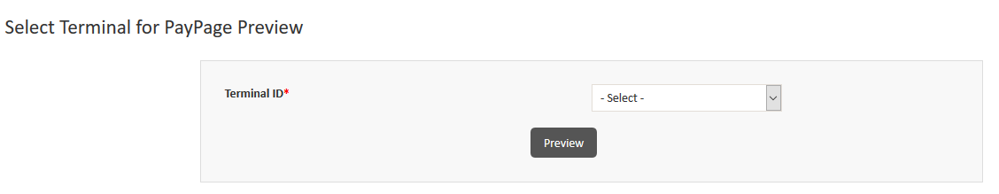 Select Terminal for PayPage Preview
Terminal ID*
- Select -
Preview